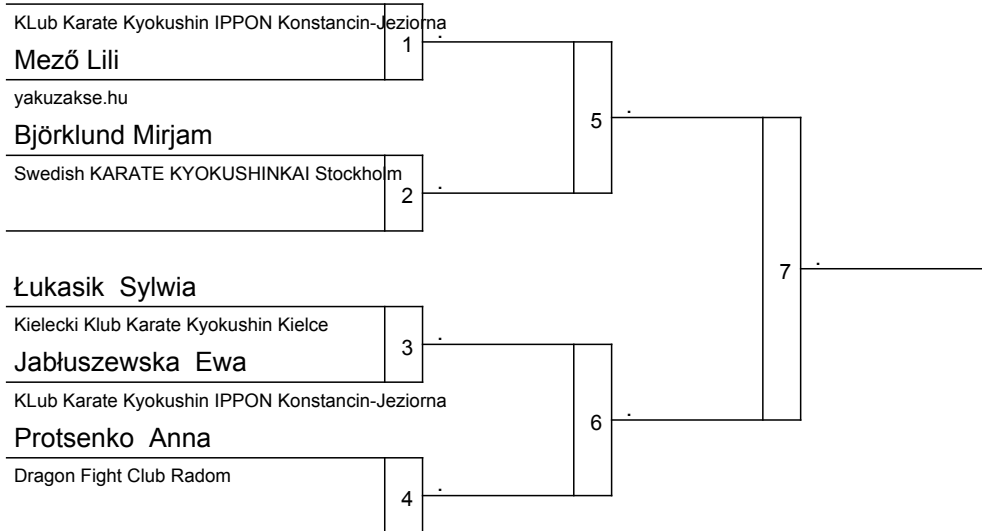 KLub Karate Kyokushin IPPON Konstancin-Jeziorna
1
.
Mező Lili
yakuzakse.hu
5
.
Björklund Mirjam
Swedish KARATE KYOKUSHINKAI Stockholm
2
.
7
.
Łukasik  Sylwia
Kielecki Klub Karate Kyokushin Kielce
3
.
Jabłuszewska  Ewa
KLub Karate Kyokushin IPPON Konstancin-Jeziorna
6
.
Protsenko  Anna
Dragon Fight Club Radom
4
.